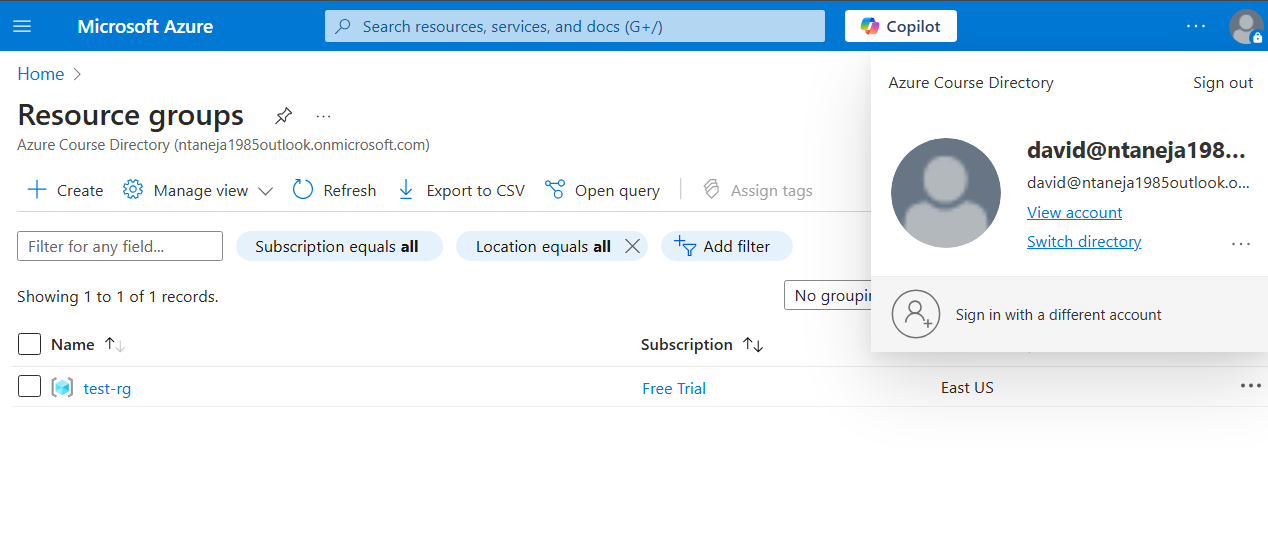 Microsoft Azure
Search resources, services, and docs (G+/)
Copilot
Home
Resource groups
Azure Course Directory (ntaneja1985outlook.onmicrosoft.com)
Create
Manage view
Refresh
Export to CSV
Open query
Assign tags
Filter for any field...
Subscription equals all
Location equals all
Add filter
Showing 1 to 1 of 1 records.
Name
Subscription
test-rg
Free Trial
East US
Azure Course Directory
Sign out
david@ntaneja198...
david@ntaneja1985outlook.o...
View account
Switch directory
Sign in with a different account